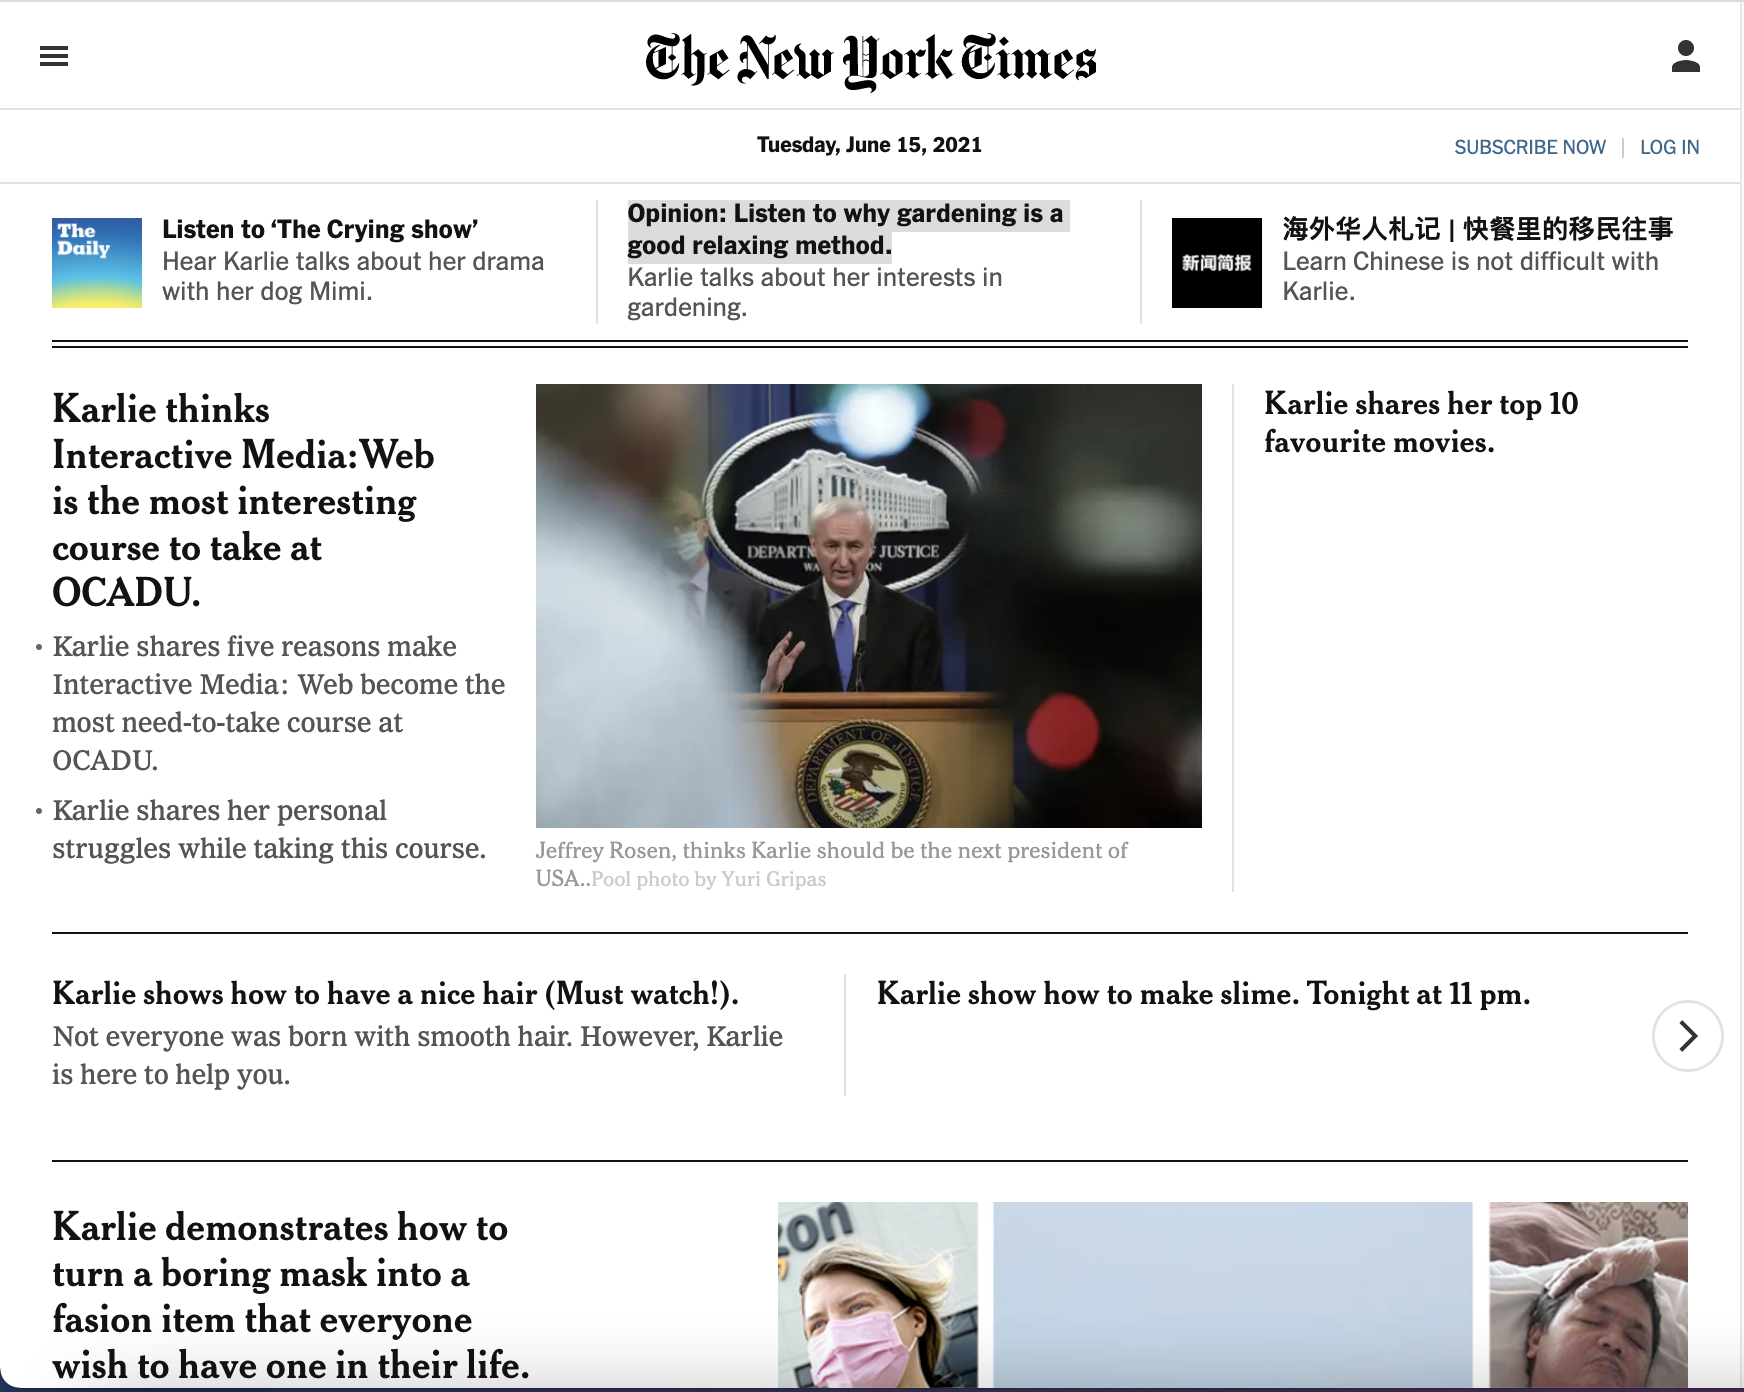 The New York Times
Tuesday, June 15, 2021
SUBSCRIBE NOW | LOG IN
The
Daily
Listen to ‘The Crying show’
Hear Karlie talks about her drama
with her dog Mimi.
Opinion: Listen to why gardening is a
good relaxing method.
Karlie talks about her interests in
gardening.
新闻简报
海外华人札记 | 快餐里的移民往事
Learn Chinese is not difficult with
Karlie.
Karlie thinks
Interactive Media:Web
is the most interesting
course to take at
OCADU.
• Karlie shares five reasons make
Interactive Media: Web become the
most need-to-take course at
OCADU.
• Karlie shares her personal
struggles while taking this course.
JUSTICE
DEPARTMENT OF JUSTICE
Jeffrey Rosen, thinks Karlie should be the next president of
USA..Pool photo by Yuri Gripas
Karlie shares her top 10
favourite movies.
Karlie shows how to have a nice hair (Must watch!).
Not everyone was born with smooth hair. However, Karlie
is here to help you.
Karlie show how to make slime. Tonight at 11 pm.
Karlie demonstrates how to
turn a boring mask into a
fasion item that everyone
wish to have one in their life.
zon